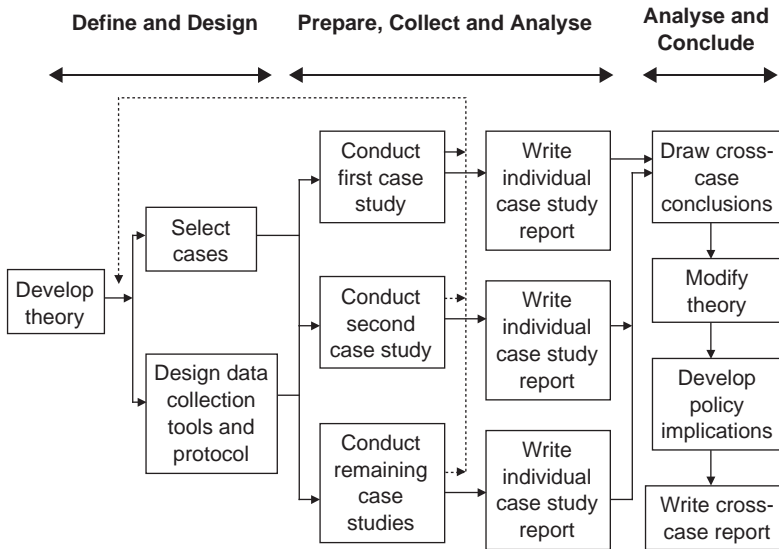 Define and Design
Prepare, Collect and Analyse
Analyse and
Conclude
Develop
theory
Select
cases
Design data
collection
tools and
protocol
Conduct
first case
study
Conduct
second
case study
Conduct
remaining
case
studies
Write
individual
case study
report
Write
individual
case study
report
Write
individual
case study
report
Draw cross-
case
conclusions
Modify
theory
Develop
policy
implications
Write cross-
case report